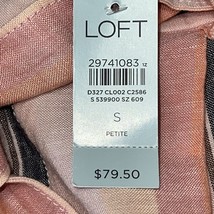 LOFT
29741083 12
D327 CL002 C2586
S 539900 SZ 609
S
PETITE
$79.50